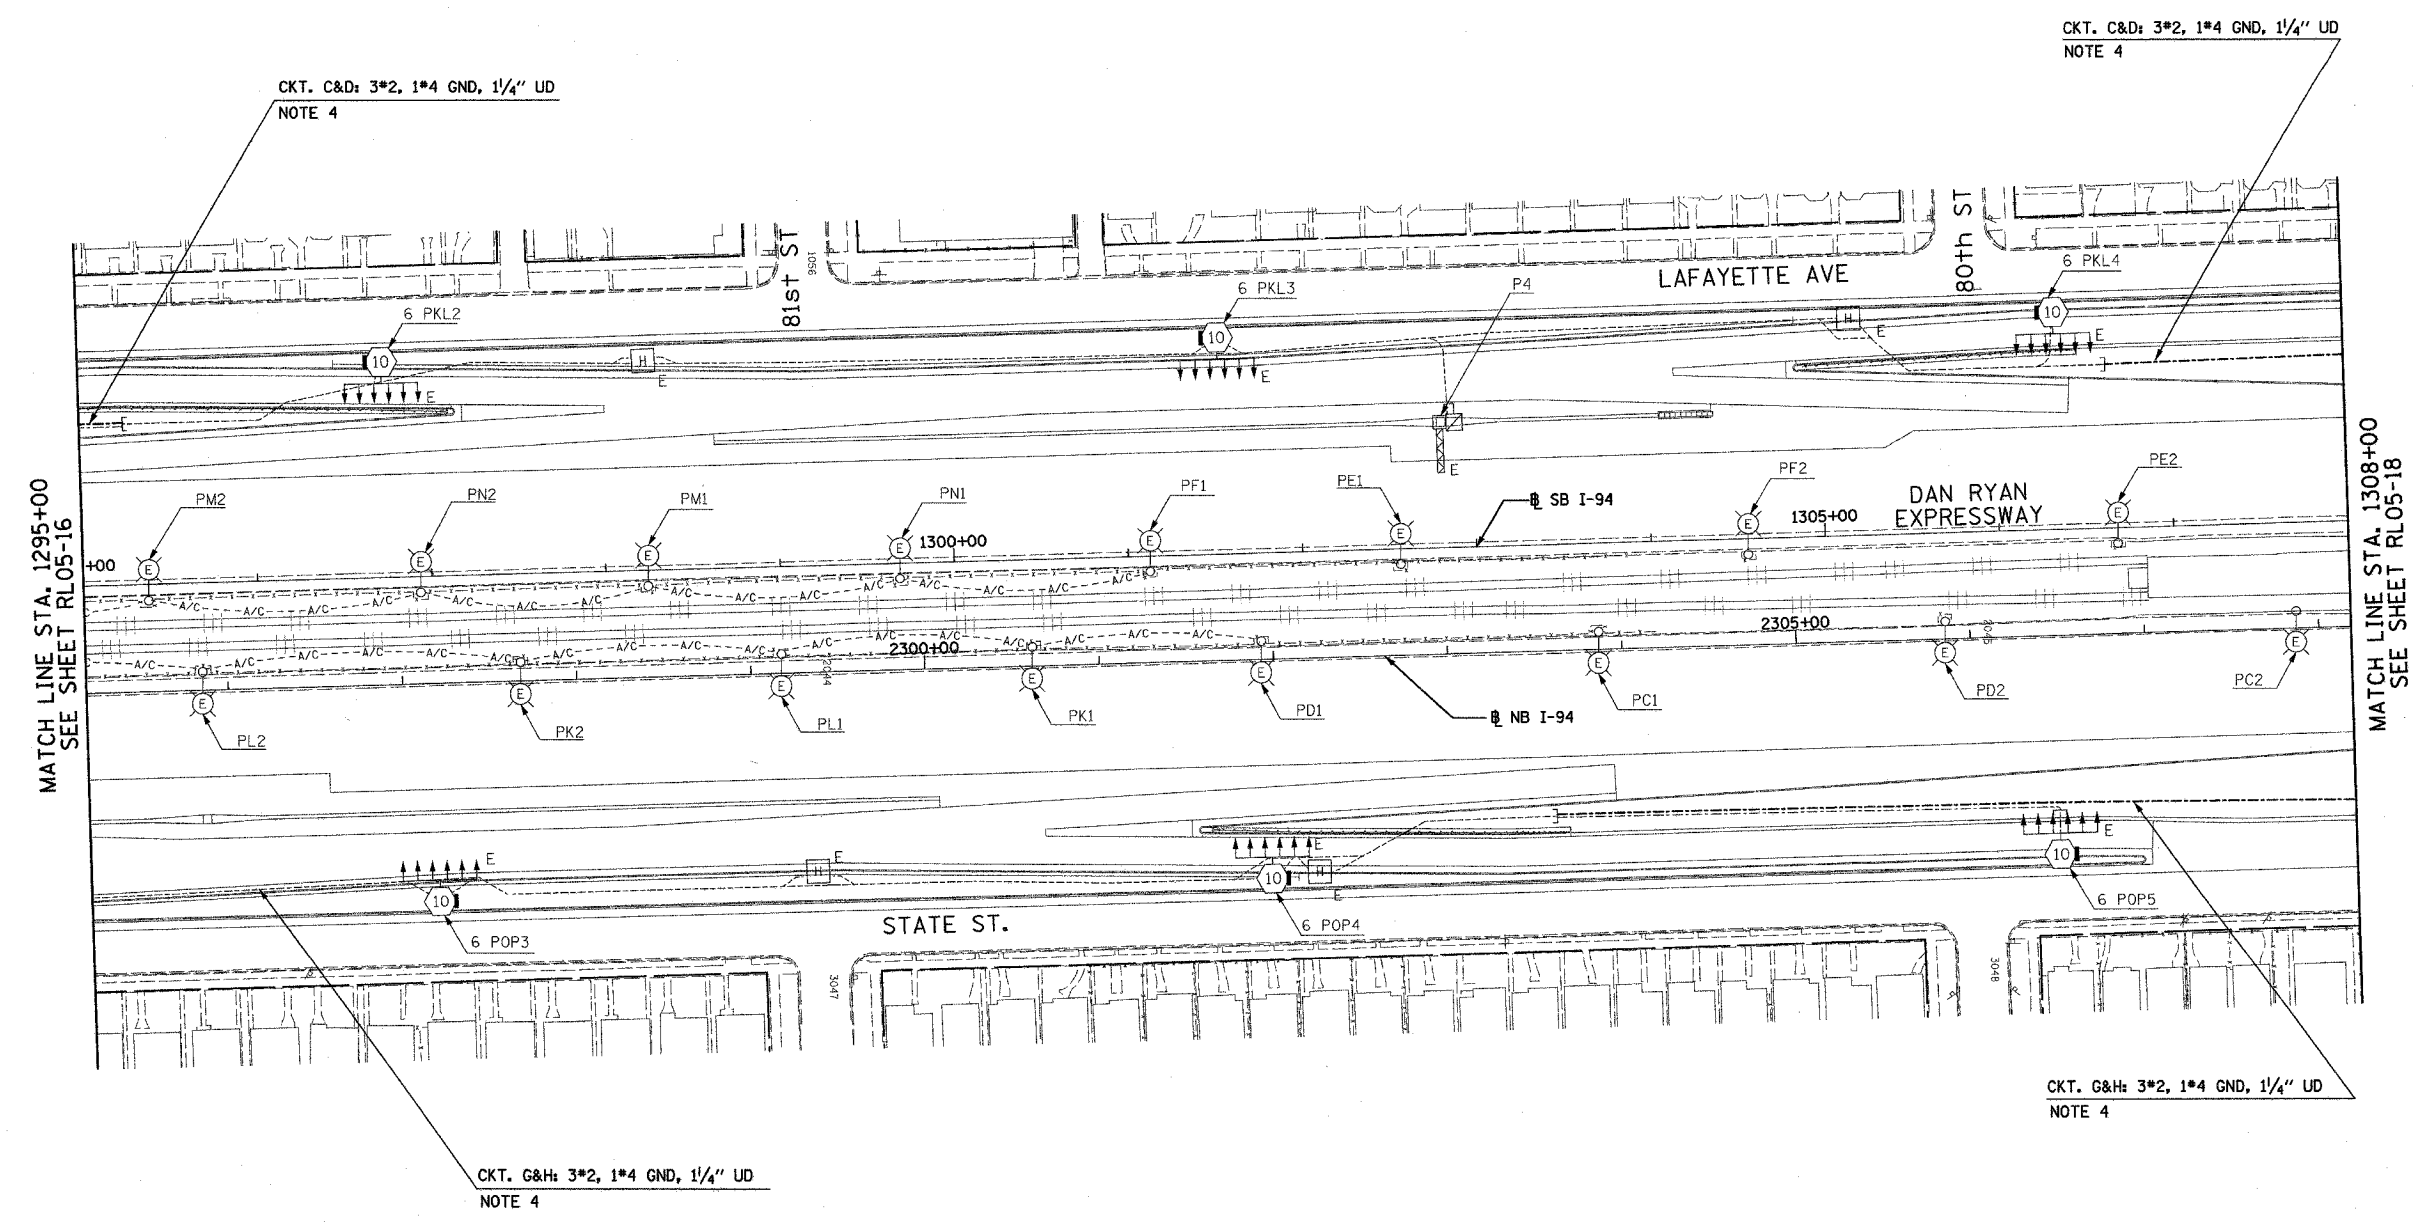 CKT. C&D: 3#2, 1#4 GND, 1¼" UD
NOTE 4
CKT. C&D: 3#2, 1#4 GND, 1¼" UD
NOTE 4
81st ST
1056
80th ST
LAFAYETTE AVE
6 PKL2
10
6 PKL3
10
P4
6 PKL4
10
H
E
H
E
E
E
E
E
MATCH LINE STA. 1295+00
SEE SHEET RL05-16
MATCH LINE STA. 1308+00
SEE SHEET RL05-18
PM2
PN2
PM1
PN1
PF1
PE1
PF2
PE2
E
E
E
E
E
E
E
E
SB I-94
DAN RYAN
EXPRESSWAY
+00
1300+00
1305+00
A/C A/C A/C A/C A/C A/C A/C A/C A/C A/C A/C
A/C A/C A/C A/C A/C A/C A/C A/C A/C A/C A/C
2300+00
2305+00
2044
2045
E
E
E
E
E
E
E
E
PL2
PK2
PL1
PK1
PD1
PC1
PD2
PC2
NB I-94
E
E
H
E
H
E
E
10
6 POP3
10
6 POP4
10
6 POP5
STATE ST.
3047
3048
CKT. G&H: 3#2, 1#4 GND, 1¼" UD
NOTE 4
CKT. G&H: 3#2, 1#4 GND, 1¼" UD
NOTE 4